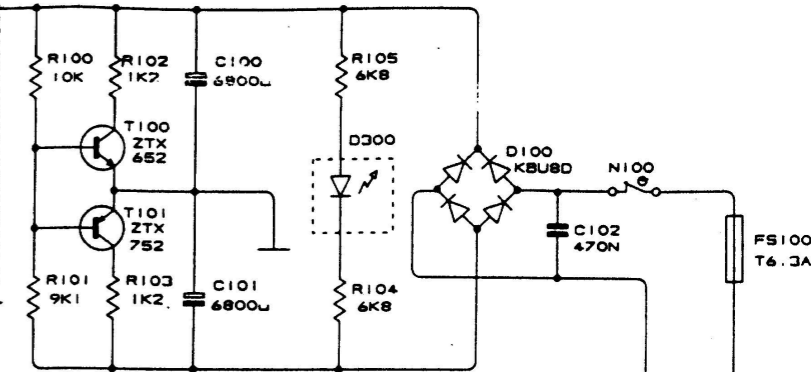 R100
10K
R102
1K2
C100
6800u
R105
6K8
T100
ZTX
652
D300
D100
KBU8D
N100
T101
ZTX
752
C102
470N
FS100
T6.3A
R101
9K1
R103
1K2
C101
6800u
R104
6K8